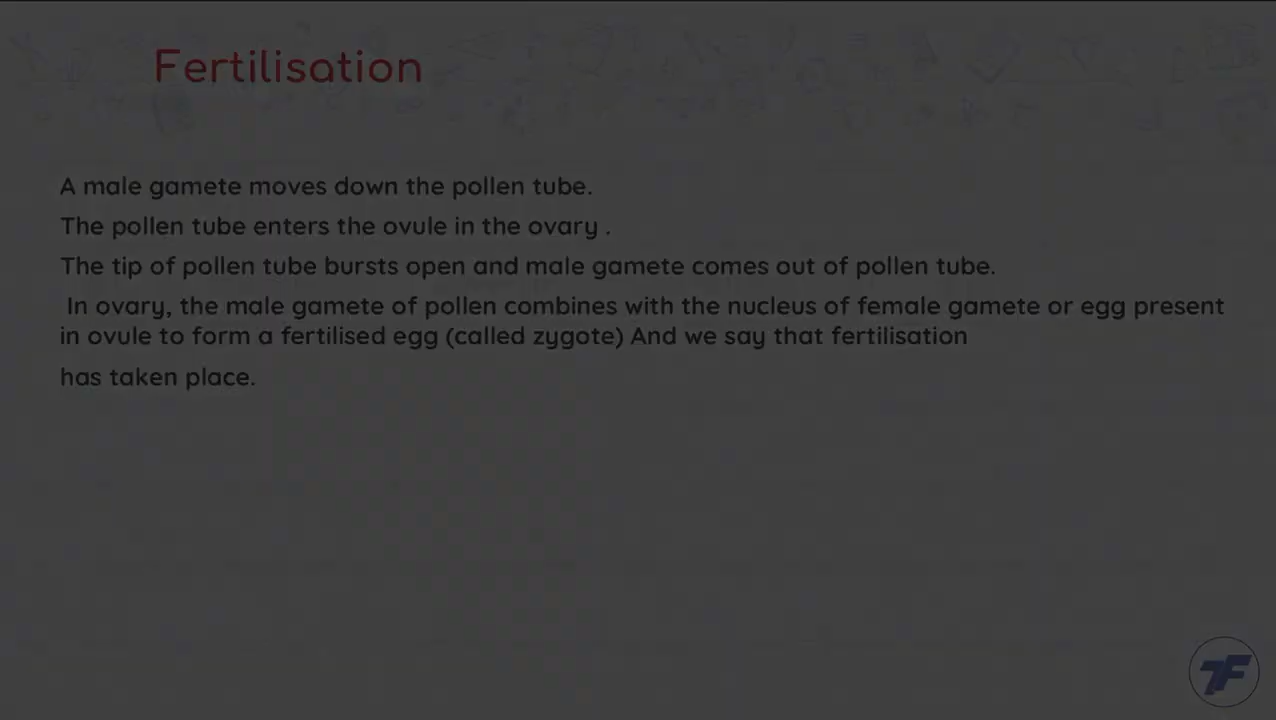 Fertilisation
A male gamete moves down the pollen tube.
The pollen tube enters the ovule in the ovary .
The tip of pollen tube bursts open and male gamete comes out of pollen tube.
In ovary, the male gamete of pollen combines with the nucleus of female gamete or egg present
in ovule to form a fertilised egg (called zygote) And we say that fertilisation
has taken place.